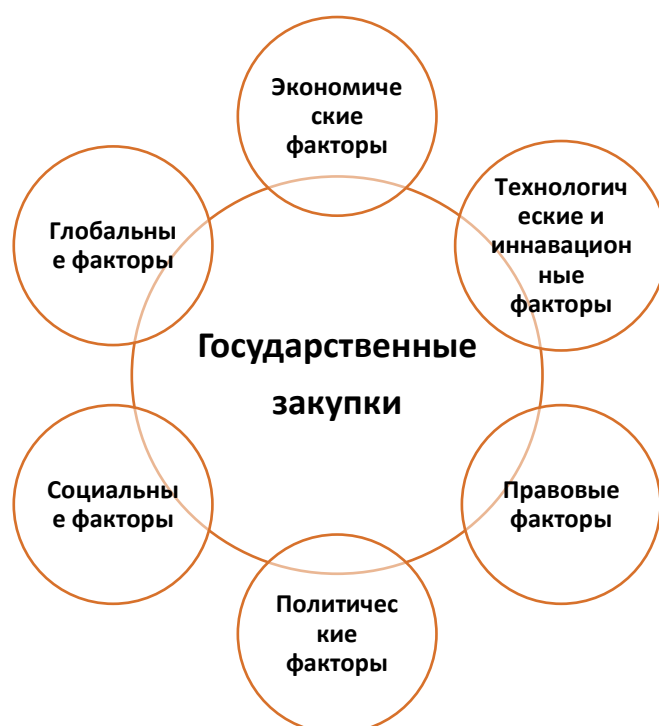 Экономиче
ские
факторы
Технологич
еские и
иннавацион
ные
факторы
Глобальны
е факторы
Государственные
закупки
Социальны
е факторы
Правовые
факторы
Политичес
кие
факторы